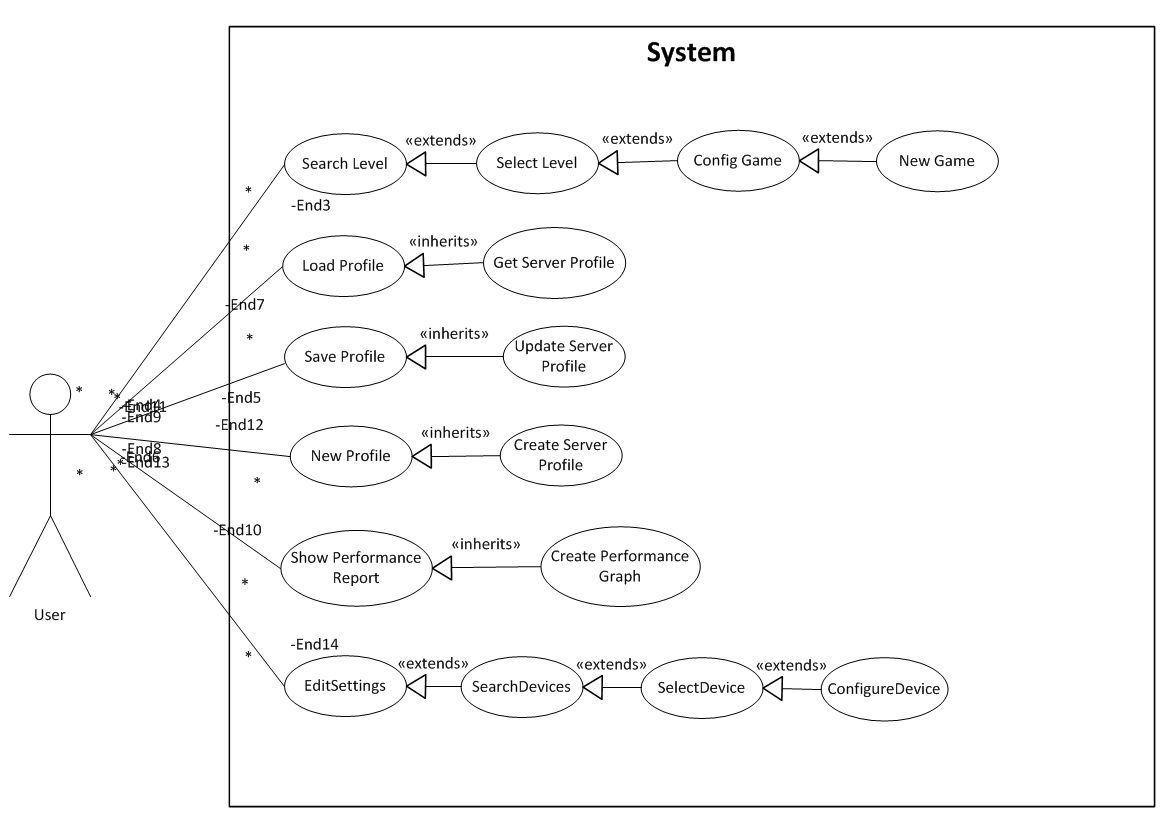 System
«extends»
«extends»
«extends»
Search Level
Select Level
Config Game
New Game
*
-End3
*
«inherits»
Load Profile
Get Server Profile
-End7
*
«inherits»
Save Profile
Update Server
Profile
-End5
* * *
-End11
-End9
-End12
«inherits»
New Profile
Create Server
Profile
-End8
-End6
-End13
* * *
*
-End10
«inherits»
Show Performance
Report
Create Performance
Graph
*
User
-End14
*
«extends»
«extends»
«extends»
EditSettings
SearchDevices
SelectDevice
ConfigureDevice